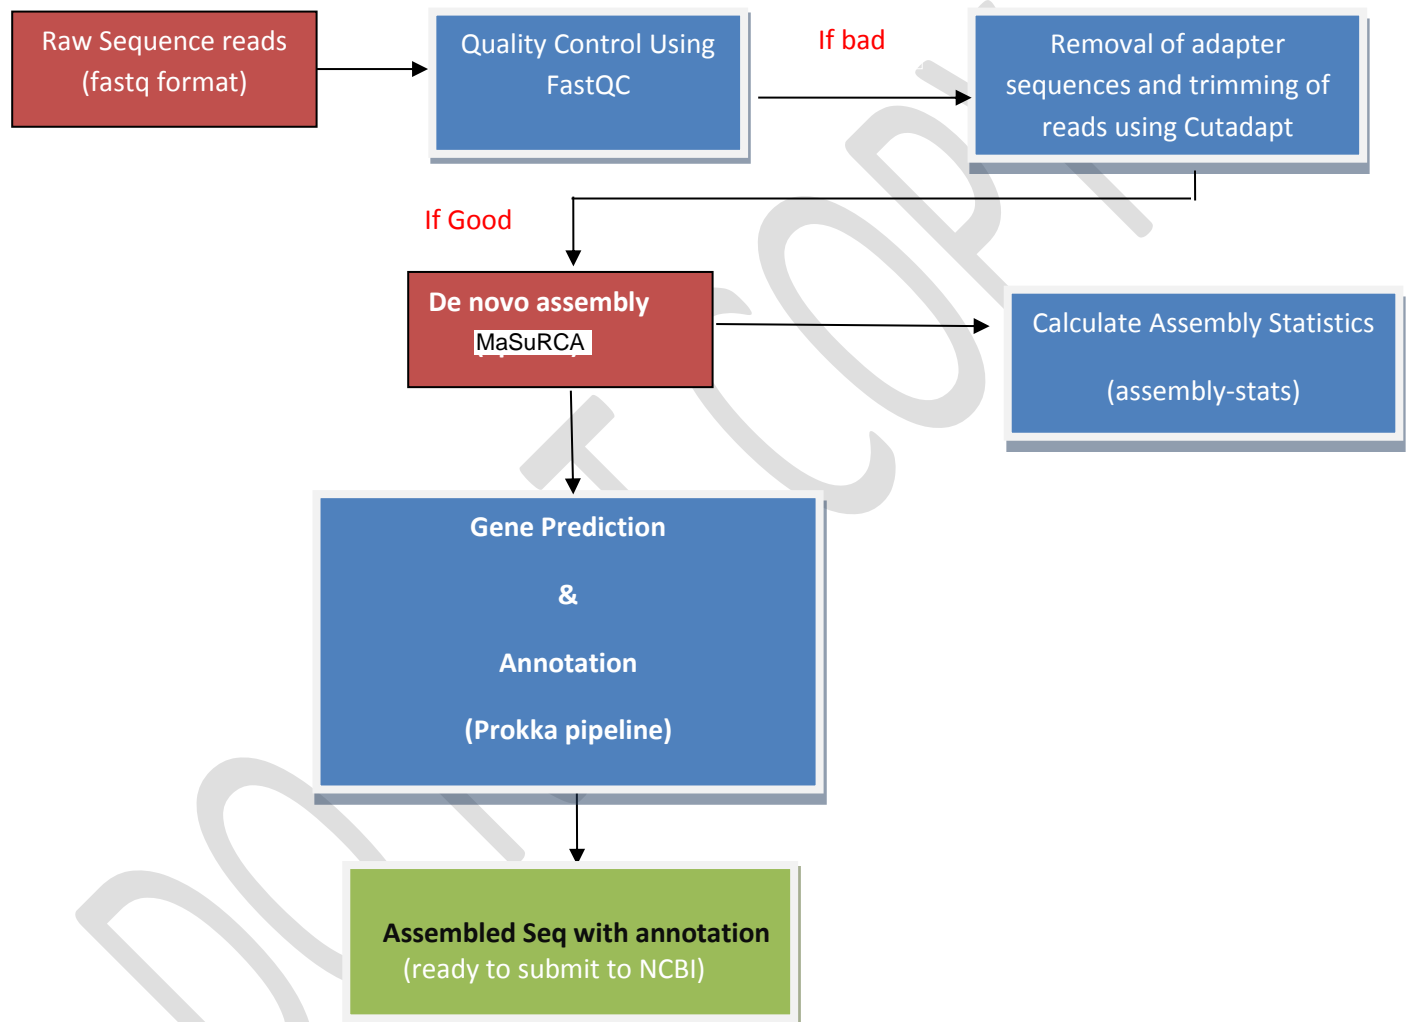 Raw Sequence reads
(fastq format)
Quality Control Using
FastQC
If bad
Removal of adapter
sequences and trimming of
reads using Cutadapt
If Good
De novo assembly
MaSuRCA
Calculate Assembly Statistics
(assembly-stats)
Gene Prediction
&
Annotation
(Prokka pipeline)
Assembled Seq with annotation
(ready to submit to NCBI)